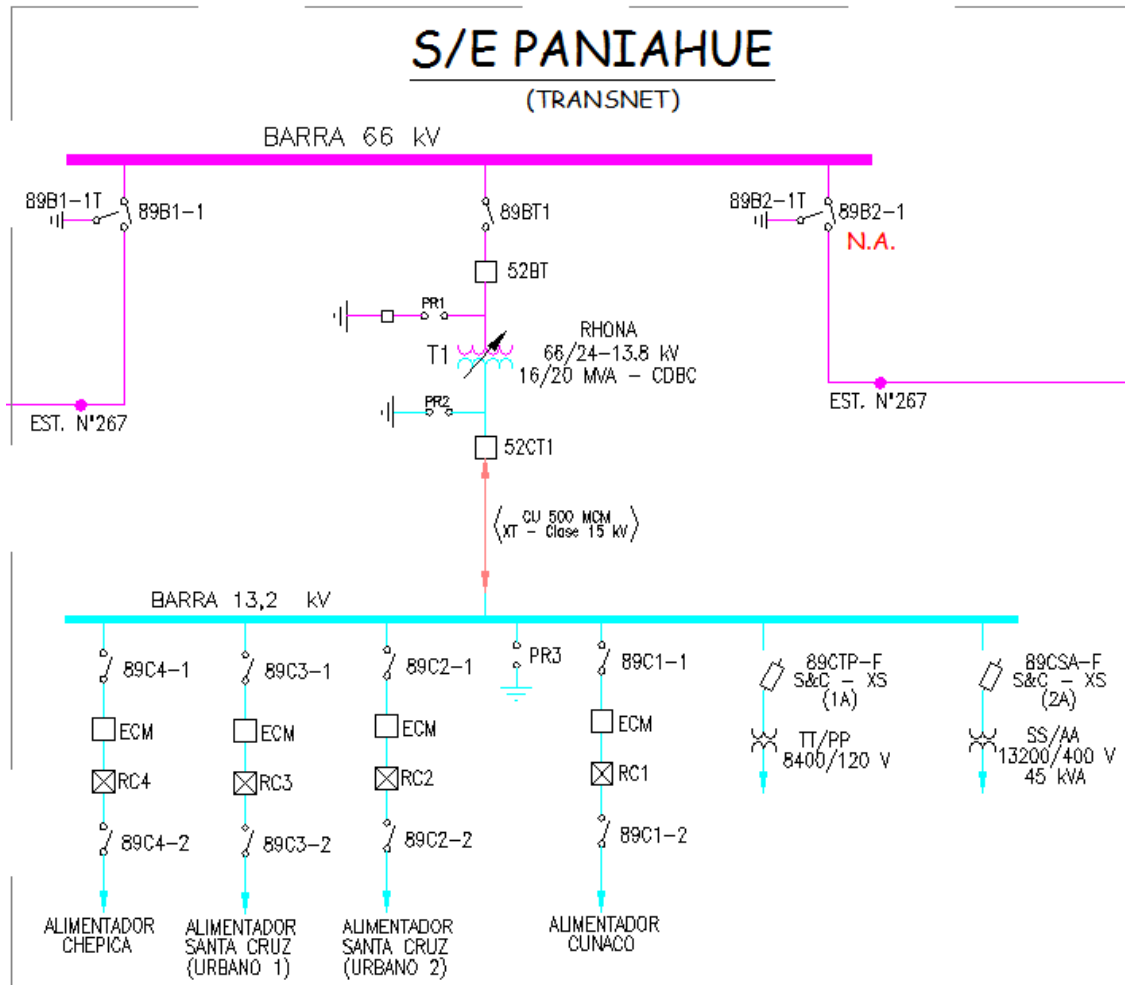 S/E PANIAHUE
(TRANSNET)
BARRA 66 kV
89B1-1T
89B1-1
89BT1
89B2-1T
89B2-1
N.A.
52BT
PR1
T1
RHONA
66/24-13.8 kV
16/20 MVA - CDBC
EST. N°267
EST. N°267
PR2
52CT1
CU 500 MCM
XT - Clase 15 kV
BARRA 13,2 kV
89C4-1
89C3-1
89C2-1
PR3
89C1-1
89CTP-F
S&C - XS
(1A)
89CSA-F
S&C - XS
(2A)
ECM
ECM
ECM
ECM
RC4
RC3
RC2
RC1
TT/PP
8400/120 V
SS/AA
13200/400 V
45 kVA
89C4-2
89C3-2
89C2-2
89C1-2
ALIMENTADOR
CHEPICA
ALIMENTADOR
SANTA CRUZ
(URBANO 1)
ALIMENTADOR
SANTA CRUZ
(URBANO 2)
ALIMENTADOR
CUNACO